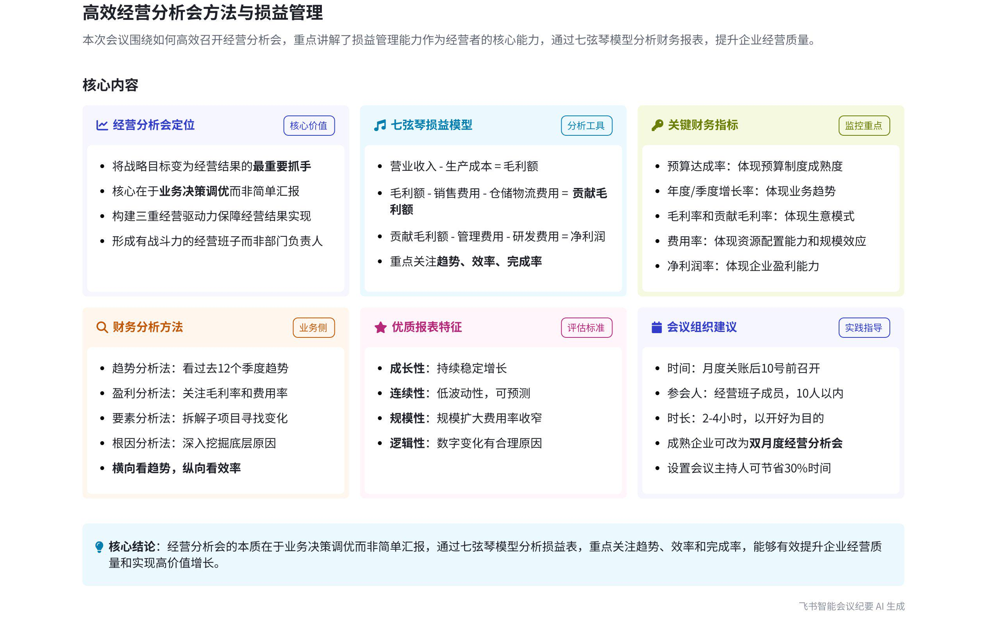 高效经营分析会方法与损益管理
本次会议围绕如何高效召开经营分析会，重点讲解了损益管理能力作为经营者的核心能力，通过七弦琴模型分析财务报表，提升企业经营质量。
核心内容
经营分析会定位
核心价值
将战略目标变为经营结果的最重要抓手
核心在于业务决策调优而非简单汇报
构建三重经营驱动力保障经营结果实现
形成有战斗力的经营班子而非部门负责人
七弦琴损益模型
分析工具
营业收入 - 生产成本 = 毛利额
毛利额 - 销售费用 - 仓储物流费用 = 贡献毛
利额
贡献毛利额 - 管理费用 - 研发费用 = 净利润
重点关注趋势、效率、完成率
关键财务指标
监控重点
预算达成率：体现预算制度成熟度
年度/季度增长率：体现业务趋势
毛利率和贡献毛利率：体现生意模式
费用率：体现资源配置能力和规模效应
净利润率：体现企业盈利能力
财务分析方法
业务侧
趋势分析法：看过去12个季度趋势
盈利分析法：关注毛利率和费用率
要素分析法：拆解子项目寻找变化
根因分析法：深入挖掘底层原因
横向看趋势，纵向看效率
优质报表特征
评估标准
成长性：持续稳定增长
连续性：低波动性，可预测
规模性：规模扩大费用率收窄
逻辑性：数字变化有合理原因
会议组织建议
实践指导
时间：月度关账后10号前召开
参会人：经营班子成员，10人以内
时长：2-4小时，以开好为目的
成熟企业可改为双月度经营分析会
设置会议主持人可节省30%时间
核心结论：经营分析会的本质在于业务决策调优而非简单汇报，通过七弦琴模型分析损益表，重点关注趋势、效率和完成率，能够有效提升企业经营质
量和实现高价值增长。
飞书智能会议纪要 AI 生成